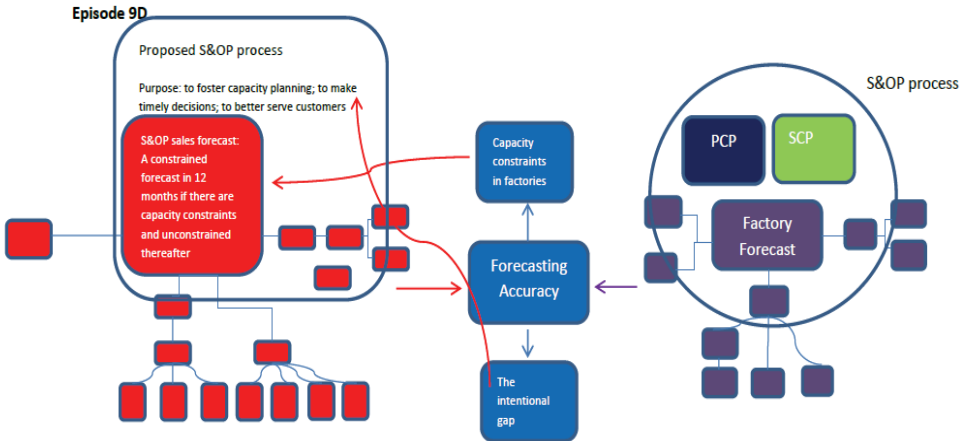 Episode 9D
Proposed S&OP process
Purpose: to foster capacity planning; to make
timely decisions; to better serve customers
S&OP sales forecast:
A constrained
forecast in 12
months if there are
capacity constraints
and unconstrained
thereafter
Capacity
constraints
in factories
Forecasting
Accuracy
The
intentional
gap
S&OP process
PCP
SCP
Factory
Forecast